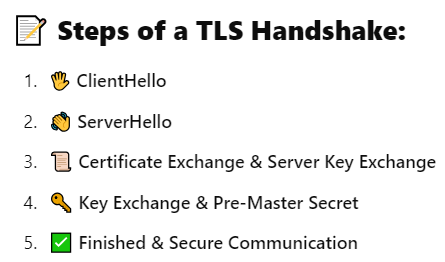 📝 Steps of a TLS Handshake:
1. 🖐 ClientHello
2. 👋 ServerHello
3. 📜 Certificate Exchange & Server Key Exchange
4. 🔑 Key Exchange & Pre-Master Secret
5. ✅ Finished & Secure Communication